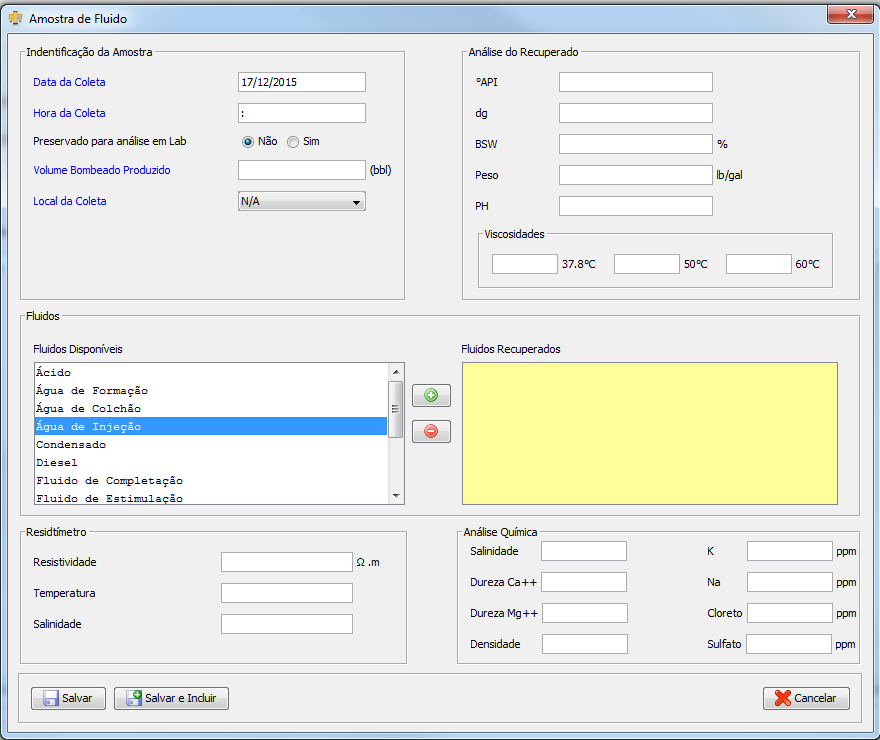 Amostra de Fluido
Indentificação da Amostra
Data da Coleta 17/12/2015
Hora da Coleta :
Preservado para análise em Lab Não Sim
Volume Bombeado Produzido (bbl)
Local da Coleta N/A
Análise do Recuperado
ºAPI
dg
BSW %
Peso lb/gal
PH
Viscosidades
37.8ºC 50ºC 60ºC
Fluidos
Fluidos Disponíveis
Ácido
Água de Formação
Água de Colchão
Água de Injeção
Condensado
Diesel
Fluido de Completação
Fluido de Estimulação
Fluidos Recuperados
Residtímetro
Resistividade Ω .m
Temperatura
Salinidade
Análise Química
Salinidade K ppm
Dureza Ca++ Na ppm
Dureza Mg++ Cloreto ppm
Densidade Sulfato ppm
Salvar Salvar e Incluir Cancelar